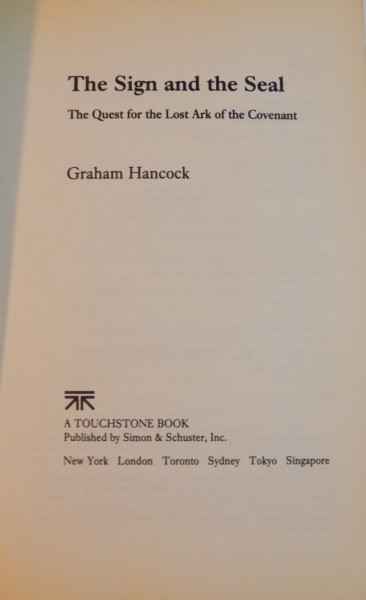 The Sign and the Seal
The Quest for the Lost Ark of the Covenant
Graham Hancock
A TOUCHSTONE BOOK
Published by Simon & Schuster, Inc.
New York London Toronto Sydney Tokyo Singapore